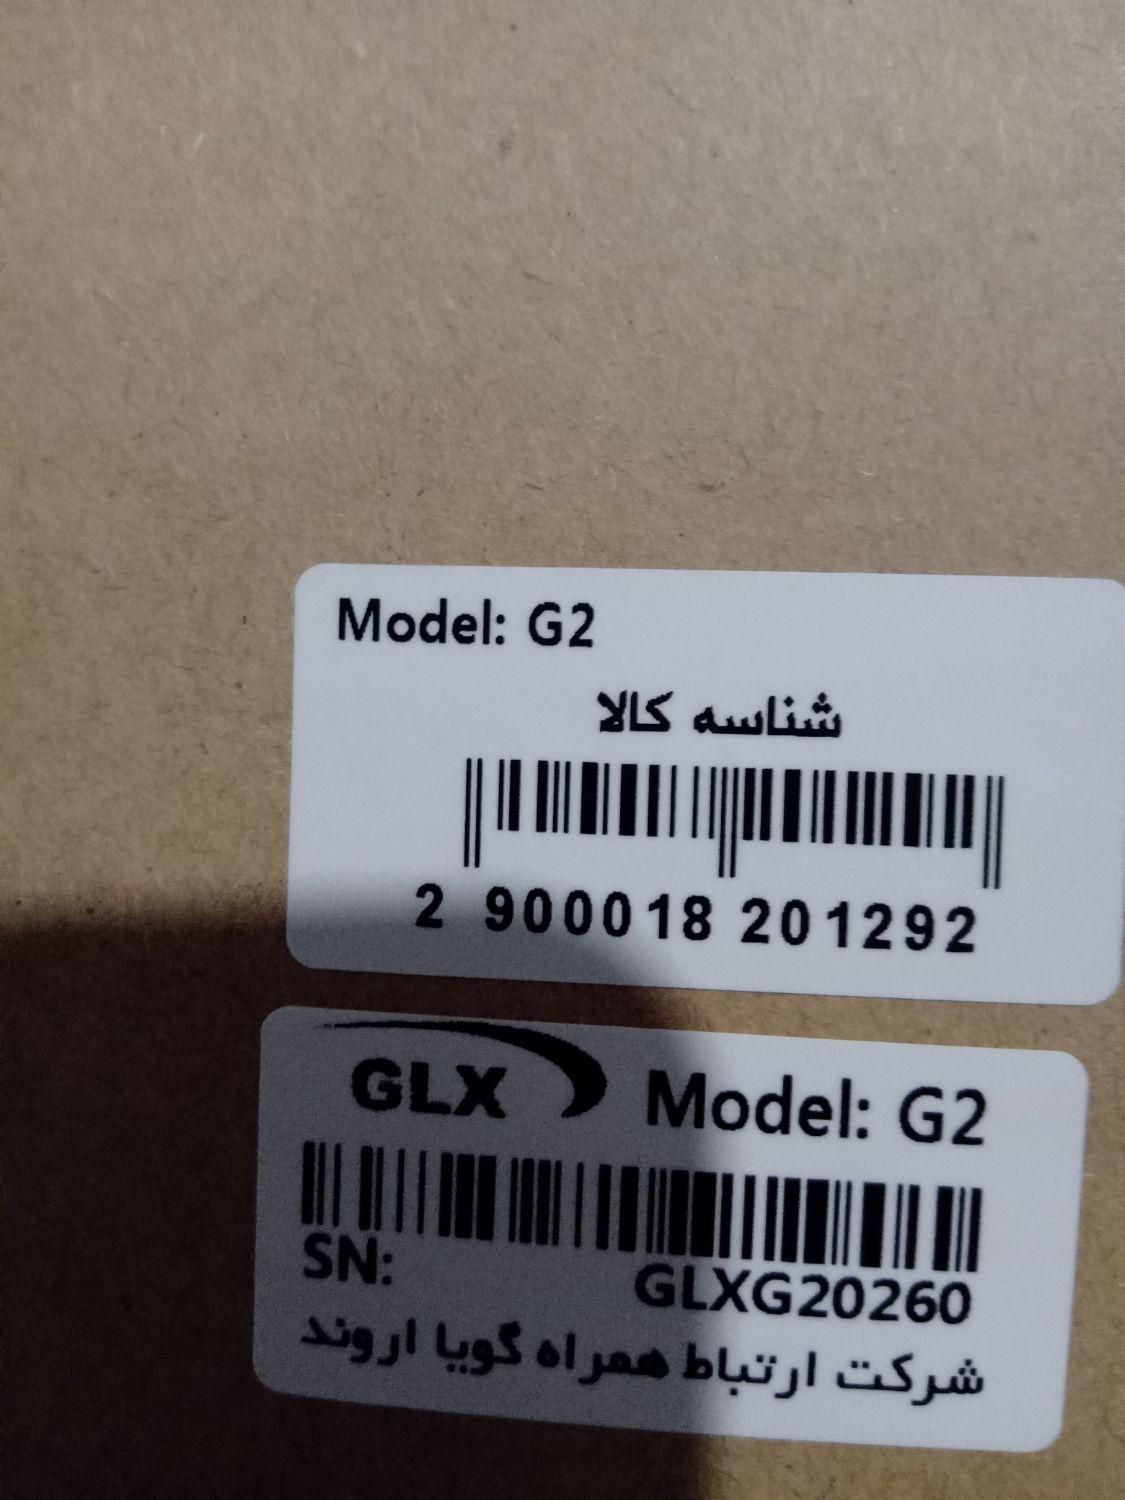 Model: G2
شناسه کالا
2 900018 201292
GLX Model: G2
SN: GLXG20260
شرکت ارتباط همراه گویا اروند